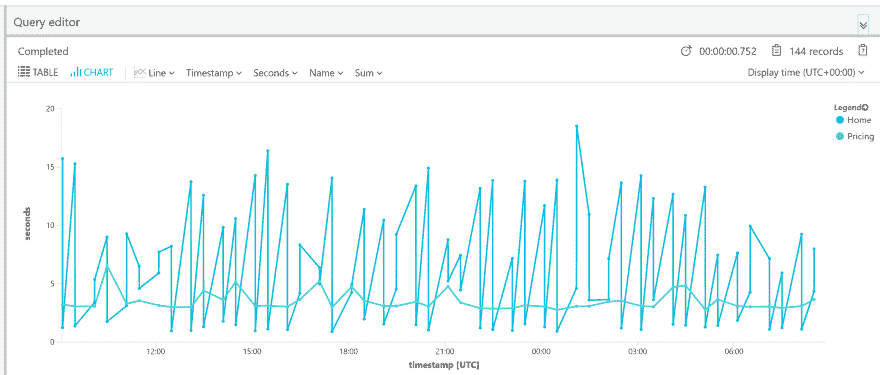 Query editor
Completed 00:00:00.752 144 records
TABLE CHART Line Timestamp Seconds Name Sum Display time (UTC+00:00)
Legend
Home
Pricing
20
15
10
5
0
seconds
12:00 15:00 18:00 21:00 00:00 03:00 06:00
timestamp [UTC]